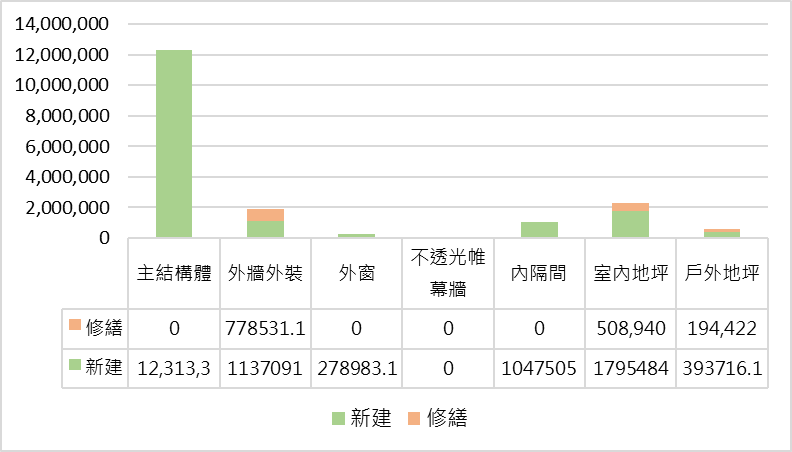 14,000,000
12,000,000
10,000,000
8,000,000
6,000,000
4,000,000
2,000,000
0
主結構體 外牆外裝 外窗 不透光帷幕牆 內隔間 室內地坪 戶外地坪
修繕 0 778531.1 0 0 0 508,940 194,422
新建 12,313,3 1137091 278983.1 0 1047505 1795484 393716.1
新建 修繕